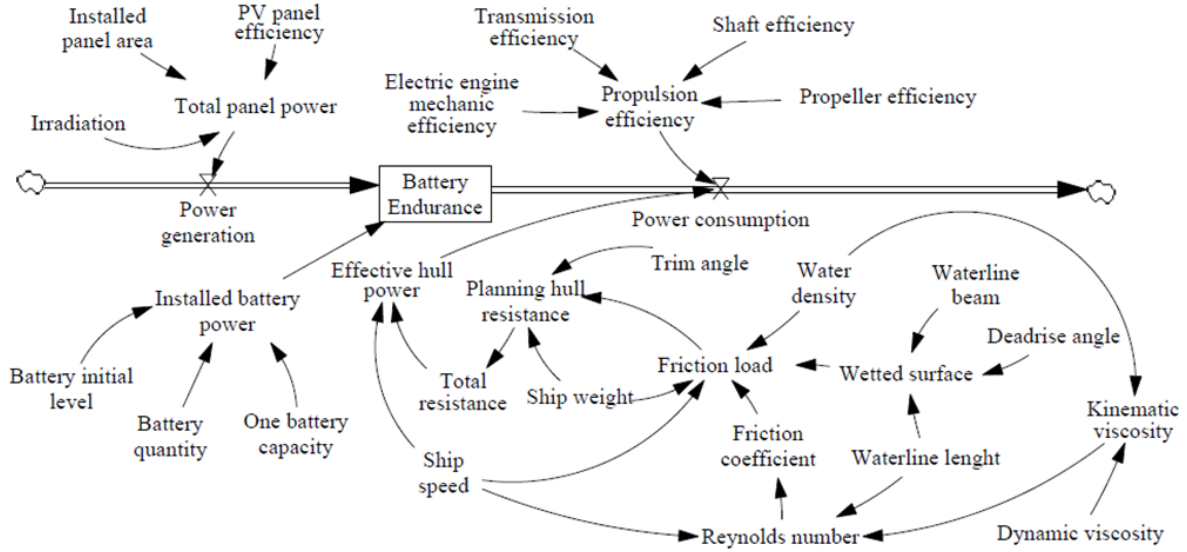 Installed
panel area
PV panel
efficiency
Transmission
efficiency
Shaft efficiency
Total panel power
Electric engine
mechanic
efficiency
Propulsion
efficiency
Propeller efficiency
Irradiation
Battery
Endurance
Power
generation
Power consumption
Effective hull
power
Planning hull
resistance
Trim angle
Water
density
Waterline
beam
Installed battery
power
Deadrise angle
Battery initial
level
Total
resistance
Ship weight
Friction load
Wetted surface
Kinematic
viscosity
Battery
quantity
One battery
capacity
Ship
speed
Friction
coefficient
Waterline lenght
Reynolds number
Dynamic viscosity